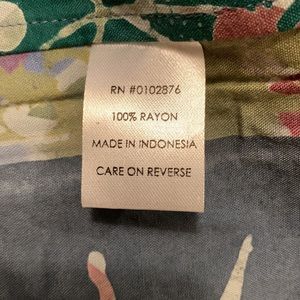 RN #0102876
100% RAYON
MADE IN INDONESIA
CARE ON REVERSE